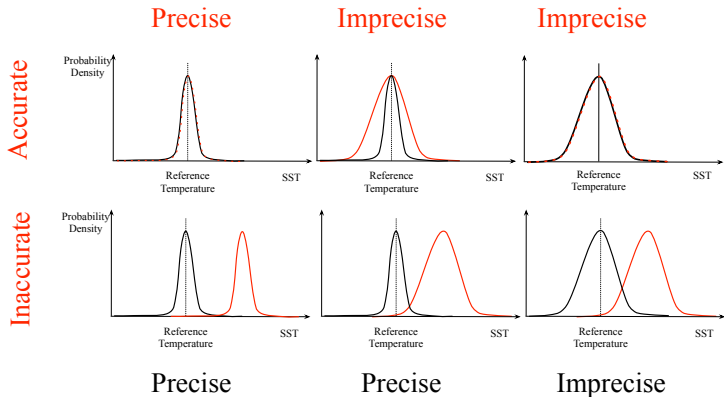 Precise Imprecise Imprecise
Accurate
Probability
Density
Reference
Temperature
SST
Reference
Temperature
SST
Reference
Temperature
SST
Inaccurate
Probability
Density
Reference
Temperature
SST
Reference
Temperature
SST
Reference
Temperature
SST
Precise Precise Imprecise